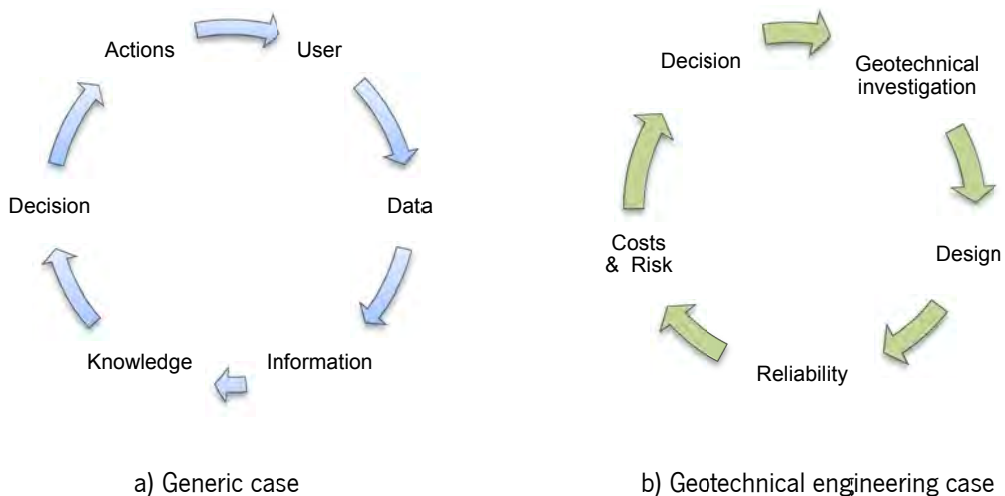 Actions
User
Data
Information
Knowledge
Decision
a) Generic case
Decision
Geotechnical
investigation
Design
Reliability
Costs
& Risk
b) Geotechnical engineering case